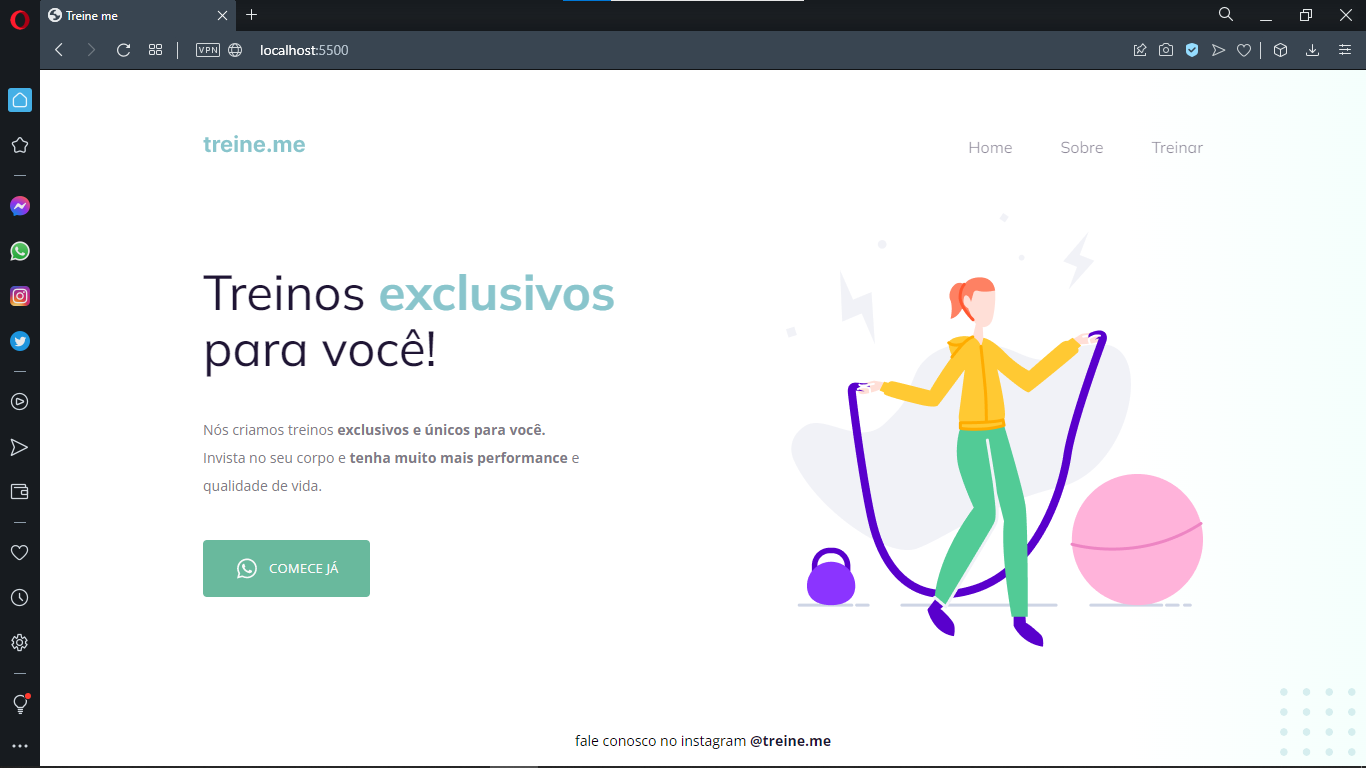 Treine me
VPN
localhost:5500
treine.me
Home
Sobre
Treinar
Treinos exclusivos
para você!
Nós criamos treinos exclusivos e únicos para você.
Invista no seu corpo e tenha muito mais performance e
qualidade de vida.
COMECE JÁ
fale conosco no instagram @treine.me